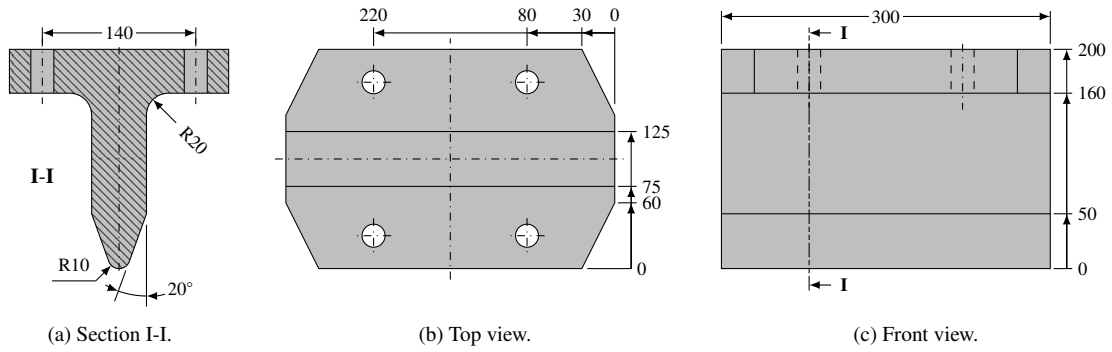 140
R20
I-I
R10
20°
(a) Section I-I.
220
80
30
0
125
75
60
0
(b) Top view.
300
I
200
160
50
0
I
(c) Front view.